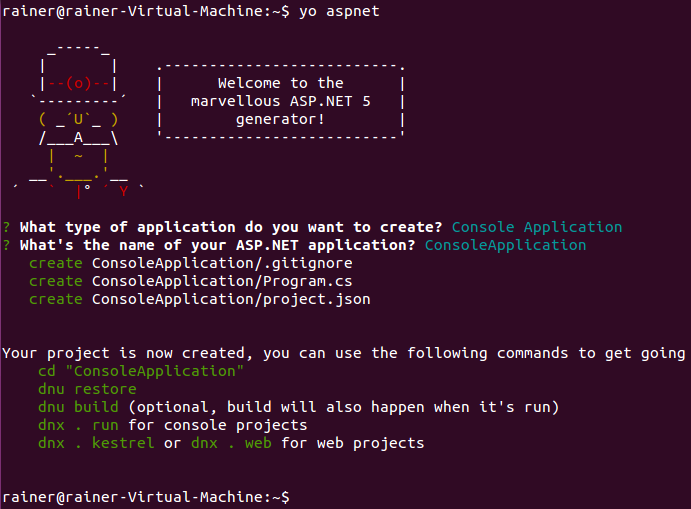 rainer@rainer-Virtual-Machine:~$ yo aspnet
     _-----_
    |       |    .--------------------------.
    |--(o)--|    |      Welcome to the      |
   `---------´   |   marvellous ASP.NET 5   |
    ( _´U`_ )    |        generator!        |
    /___A___\    '--------------------------'
     |  ~  |
   __'.___.'__
 ´   `  |° ´ Y `
? What type of application do you want to create? Console Application
? What's the name of your ASP.NET application? ConsoleApplication
   create ConsoleApplication/.gitignore
   create ConsoleApplication/Program.cs
   create ConsoleApplication/project.json
Your project is now created, you can use the following commands to get going
    cd "ConsoleApplication"
    dnu restore
    dnu build (optional, build will also happen when it's run)
    dnx . run for console projects
    dnx . kestrel or dnx . web for web projects
rainer@rainer-Virtual-Machine:~$